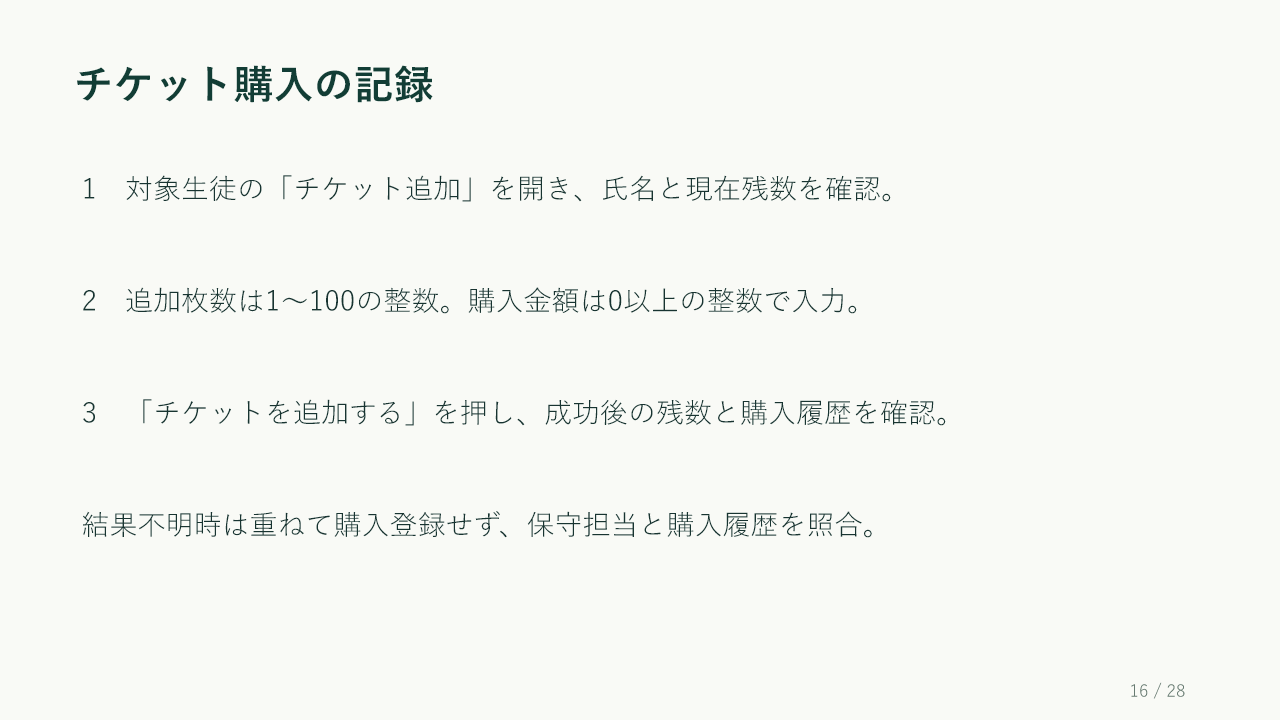 チケット購入の記録
1　対象生徒の「チケット追加」を開き、氏名と現在残数を確認。
2　追加枚数は1～100の整数。購入金額は0以上の整数で入力。
3　「チケットを追加する」を押し、成功後の残数と購入履歴を確認。
結果不明時は重ねて購入登録せず、保守担当と購入履歴を照合。
16 / 28